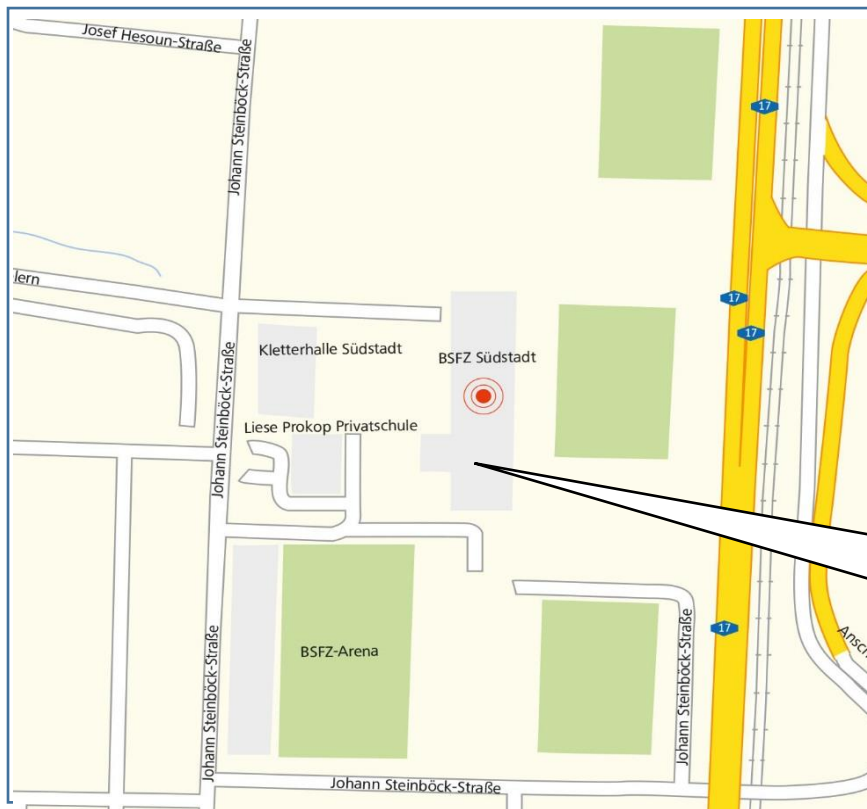 Josef Hesoun-Straße
Johann Steinböck-Straße
17
lern
17
17
Kletterhalle Südstadt
BSFZ Südstadt
Johann Steinböck-Straße
Liese Prokop Privatschule
17
BSFZ-Arena
Johann Steinböck-Straße
Johann Steinböck-Straße
Ansch
Johann Steinböck-Straße